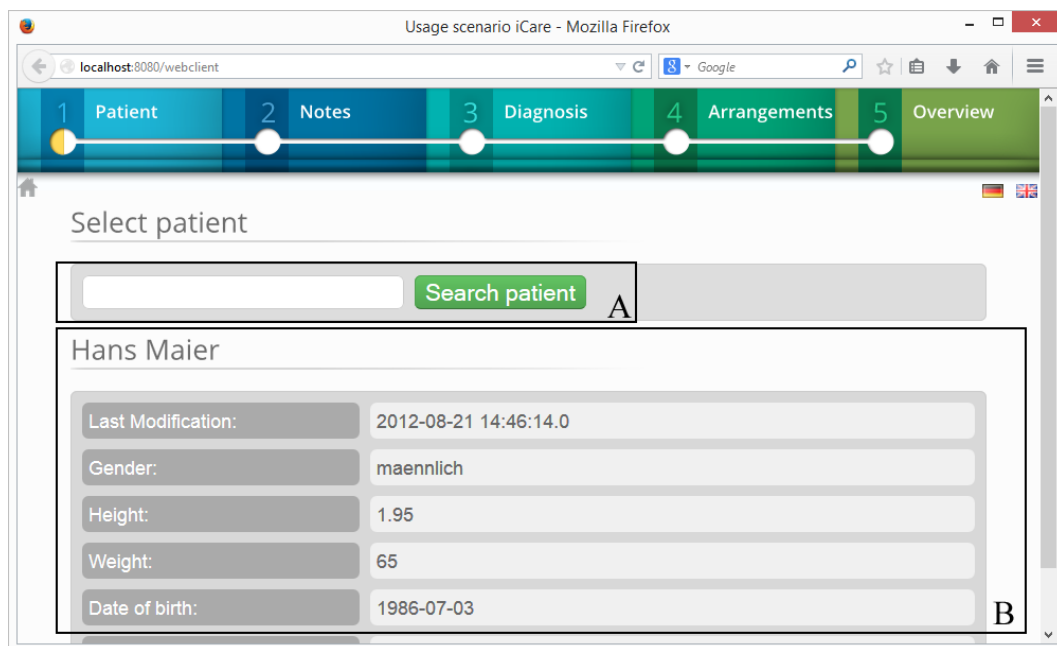 Usage scenario iCare - Mozilla Firefox
localhost:8080/webclient
8 Google
1 Patient 2 Notes 3 Diagnosis 4 Arrangements 5 Overview
Select patient
Search patient
A
Hans Maier
Last Modification: 2012-08-21 14:46:14.0
Gender: maennlich
Height: 1.95
Weight: 65
Date of birth: 1986-07-03
B